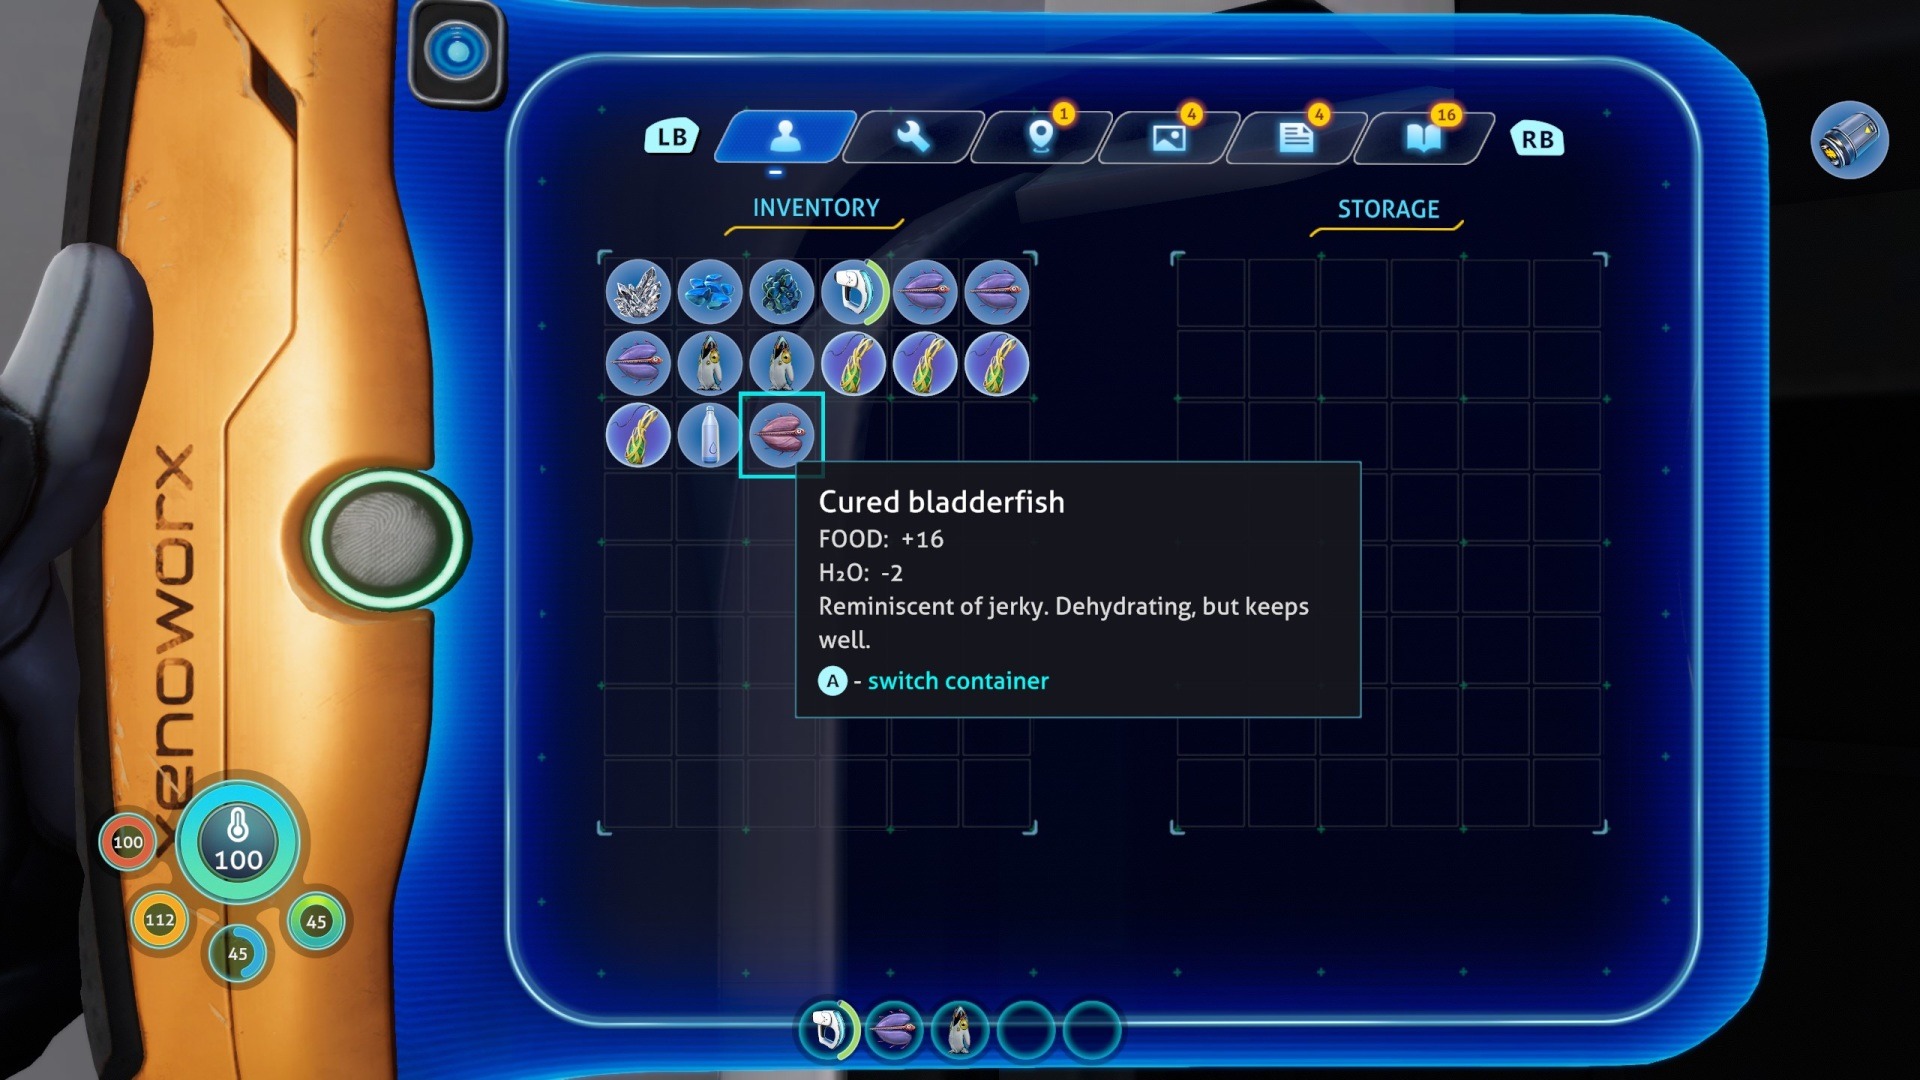 LB
1
4
4
16
RB
INVENTORY
STORAGE
Cured bladderfish
FOOD: +16
H₂O: -2
Reminiscent of jerky. Dehydrating, but keeps
well.
A - switch container
xenoworx
100
100
112
45
45